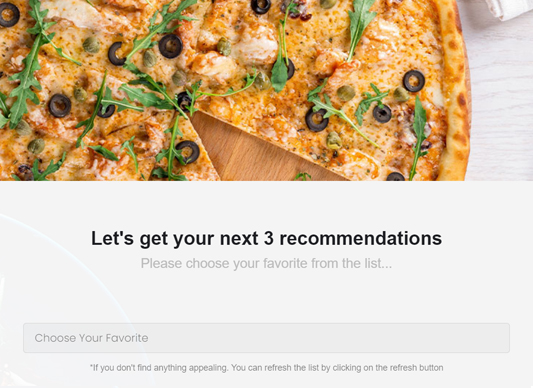 Let's get your next 3 recommendations
Please choose your favorite from the list...
Choose Your Favorite
*If you don't find anything appealing. You can refresh the list by clicking on the refresh button